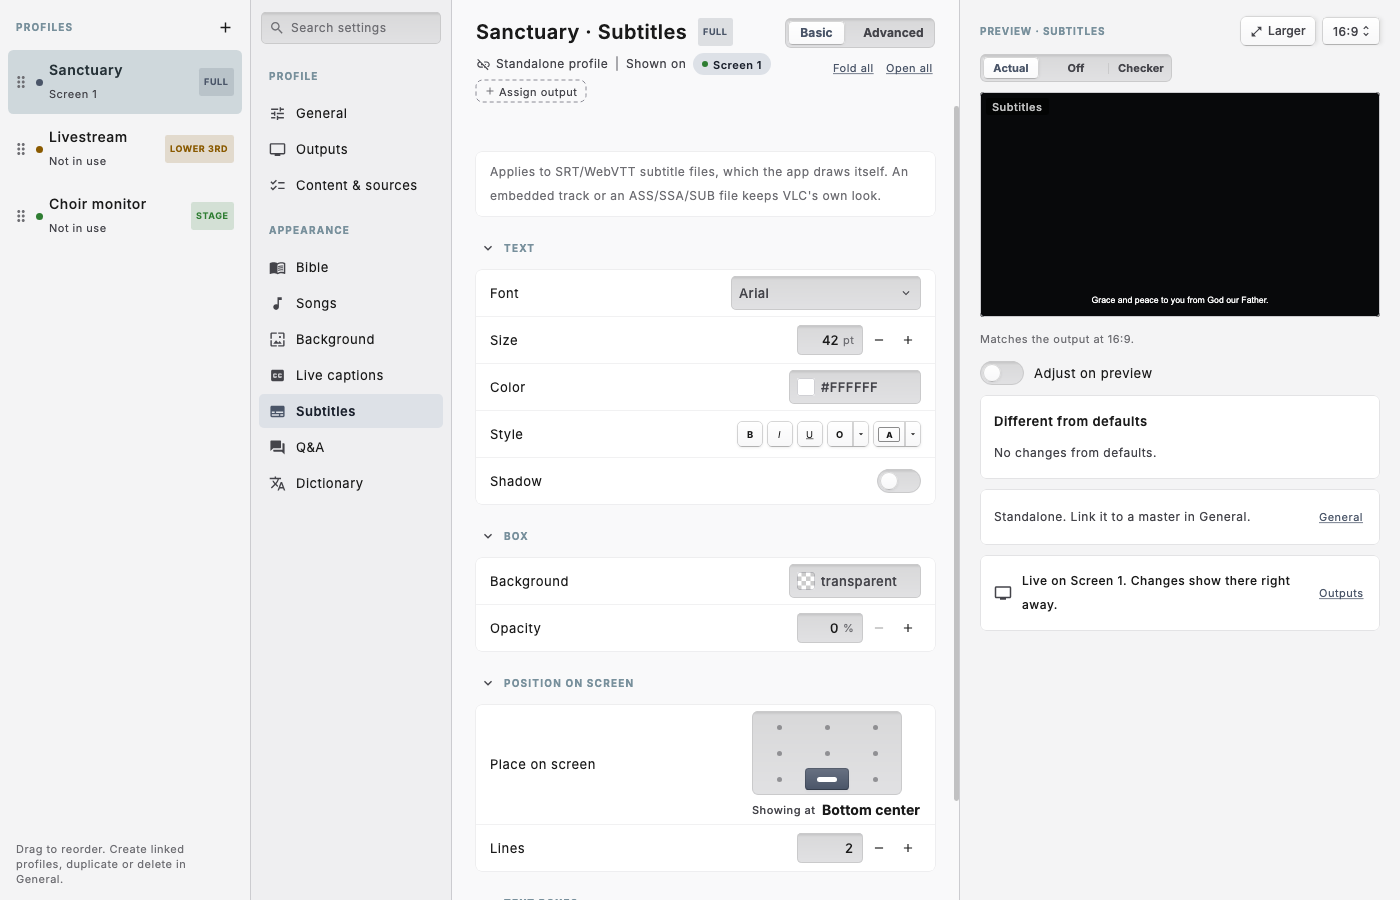 PROFILES
Sanctuary
Screen 1
FULL
Livestream
Not in use
LOWER 3RD
Choir monitor
Not in use
STAGE
Drag to reorder. Create linked
profiles, duplicate or delete in
General.
Search settings
PROFILE
General
Outputs
Content & sources
APPEARANCE
Bible
Songs
Background
Live captions
Subtitles
Q&A
Dictionary
Sanctuary · Subtitles FULL
Basic Advanced
Standalone profile | Shown on Screen 1
Fold all Open all
+ Assign output
Applies to SRT/WebVTT subtitle files, which the app draws itself. An
embedded track or an ASS/SSA/SUB file keeps VLC's own look.
TEXT
Font Arial
Size 42 pt − +
Color #FFFFFF
Style B I U O A
Shadow
BOX
Background transparent
Opacity 0 % − +
POSITION ON SCREEN
Place on screen
Showing at Bottom center
Lines 2 − +
PREVIEW · SUBTITLES
Larger 16:9
Actual Off Checker
Subtitles
Grace and peace to you from God our Father.
Matches the output at 16:9.
Adjust on preview
Different from defaults
No changes from defaults.
Standalone. Link it to a master in General. General
Live on Screen 1. Changes show there right
away.
Outputs